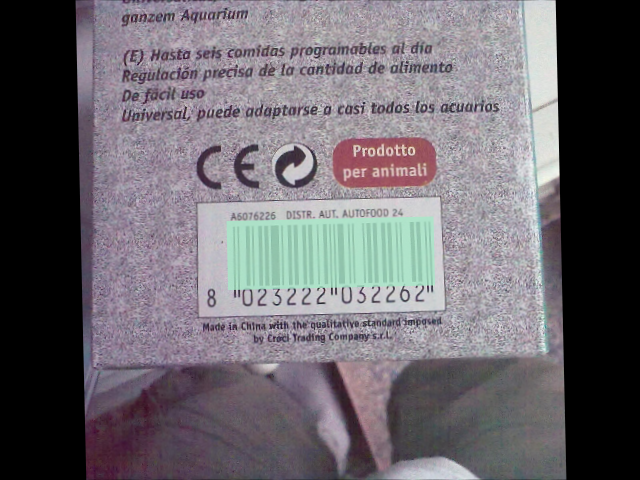 ganzem Aquarium
(E) Hasta seis comidas programables al dia
Regulación precisa de la cantidad de alimento
De fácil uso
Universal, puede adaptarse a casi todos los acuarios
CE
Prodotto
per animali
A6076226 DISTR. AUT. AUTOFOOD 24
8 "023222"032262"
Made in China with the qualitative standard imposed
by Croci Trading Company s.r.l.